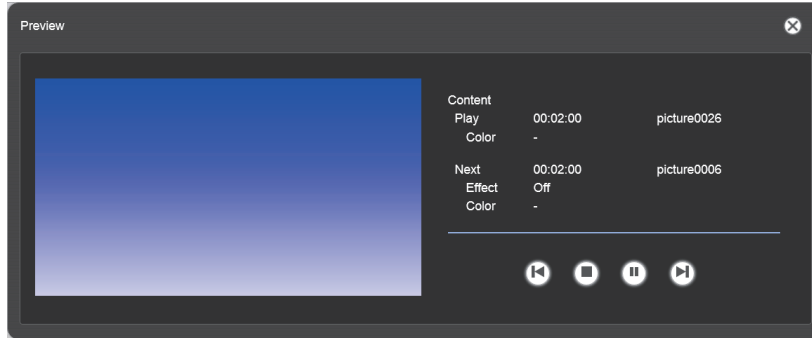 Preview
Content
Play 00:02:00 picture0026
Color -
Next 00:02:00 picture0006
Effect Off
Color -